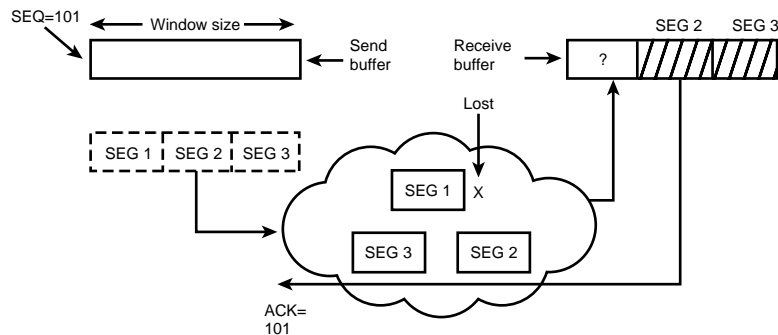 SEQ=101
Window size
Send
buffer
Receive
buffer
SEG 2 SEG 3
?
Lost
SEG 1 SEG 2 SEG 3
SEG 1 X
SEG 3 SEG 2
ACK=
101